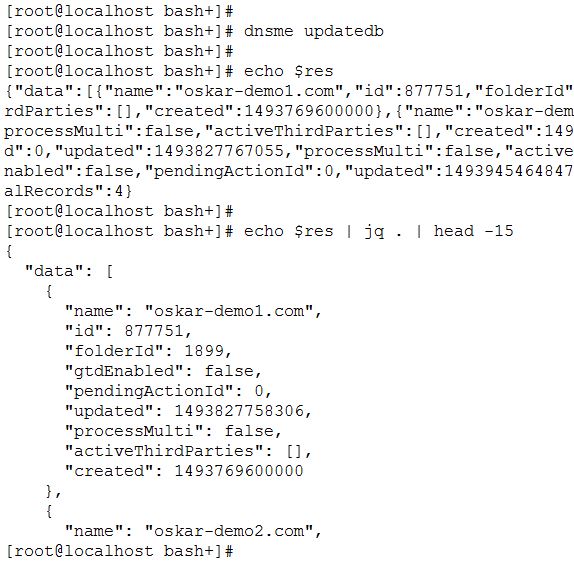 [root@localhost bash+]#
[root@localhost bash+]# dnsme updatedb
[root@localhost bash+]#
[root@localhost bash+]# echo $res
{"data":[{"name":"oskar-demo1.com","id":877751,"folderId"
rdParties":[],"created":1493769600000},{"name":"oskar-dem
processMulti":false,"activeThirdParties":[],"created":149
d":0,"updated":1493827767055,"processMulti":false,"active
nabled":false,"pendingActionId":0,"updated":1493945464847
alRecords":4}
[root@localhost bash+]#
[root@localhost bash+]# echo $res | jq . | head -15
{
  "data": [
    {
      "name": "oskar-demo1.com",
      "id": 877751,
      "folderId": 1899,
      "gtdEnabled": false,
      "pendingActionId": 0,
      "updated": 1493827758306,
      "processMulti": false,
      "activeThirdParties": [],
      "created": 1493769600000
    },
    {
      "name": "oskar-demo2.com",
[root@localhost bash+]#